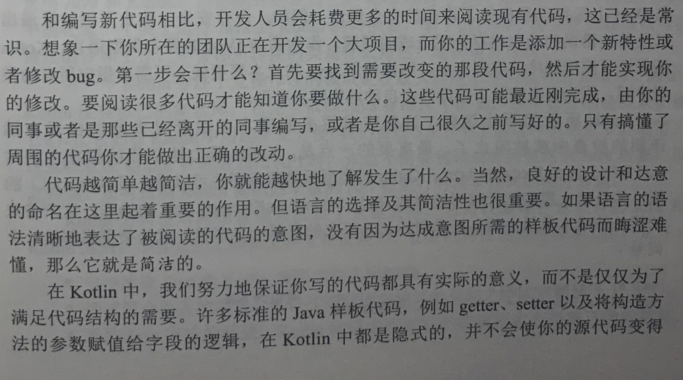 和编写新代码相比，开发人员会耗费更多的时间来阅读现有代码，这已经是常
识。想象一下你所在的团队正在开发一个大项目，而你的工作是添加一个新特性或
者修改 bug。第一步会干什么？首先要找到需要改变的那段代码，然后才能实现你
的修改。要阅读很多代码才能知道你要做什么。这些代码可能最近刚完成，由你的
同事或者是那些已经离开的同事编写，或者是你自己很久之前写好的。只有搞懂了
周围的代码你才能做出正确的改动。
代码越简单越简洁，你就能越快地了解发生了什么。当然，良好的设计和达意
的命名在这里起着重要的作用。但语言的选择及其简洁性也很重要。如果语言的语
法清晰地表达了被阅读的代码的意图，没有因为达成意图所需的样板代码而晦涩难
懂，那么它就是简洁的。
在 Kotlin 中，我们努力地保证你写的代码都具有实际的意义，而不是仅仅为了
满足代码结构的需要。许多标准的 Java 样板代码，例如 getter、setter 以及将构造方
法的参数赋值给字段的逻辑，在 Kotlin 中都是隐式的，并不会使你的源代码变得